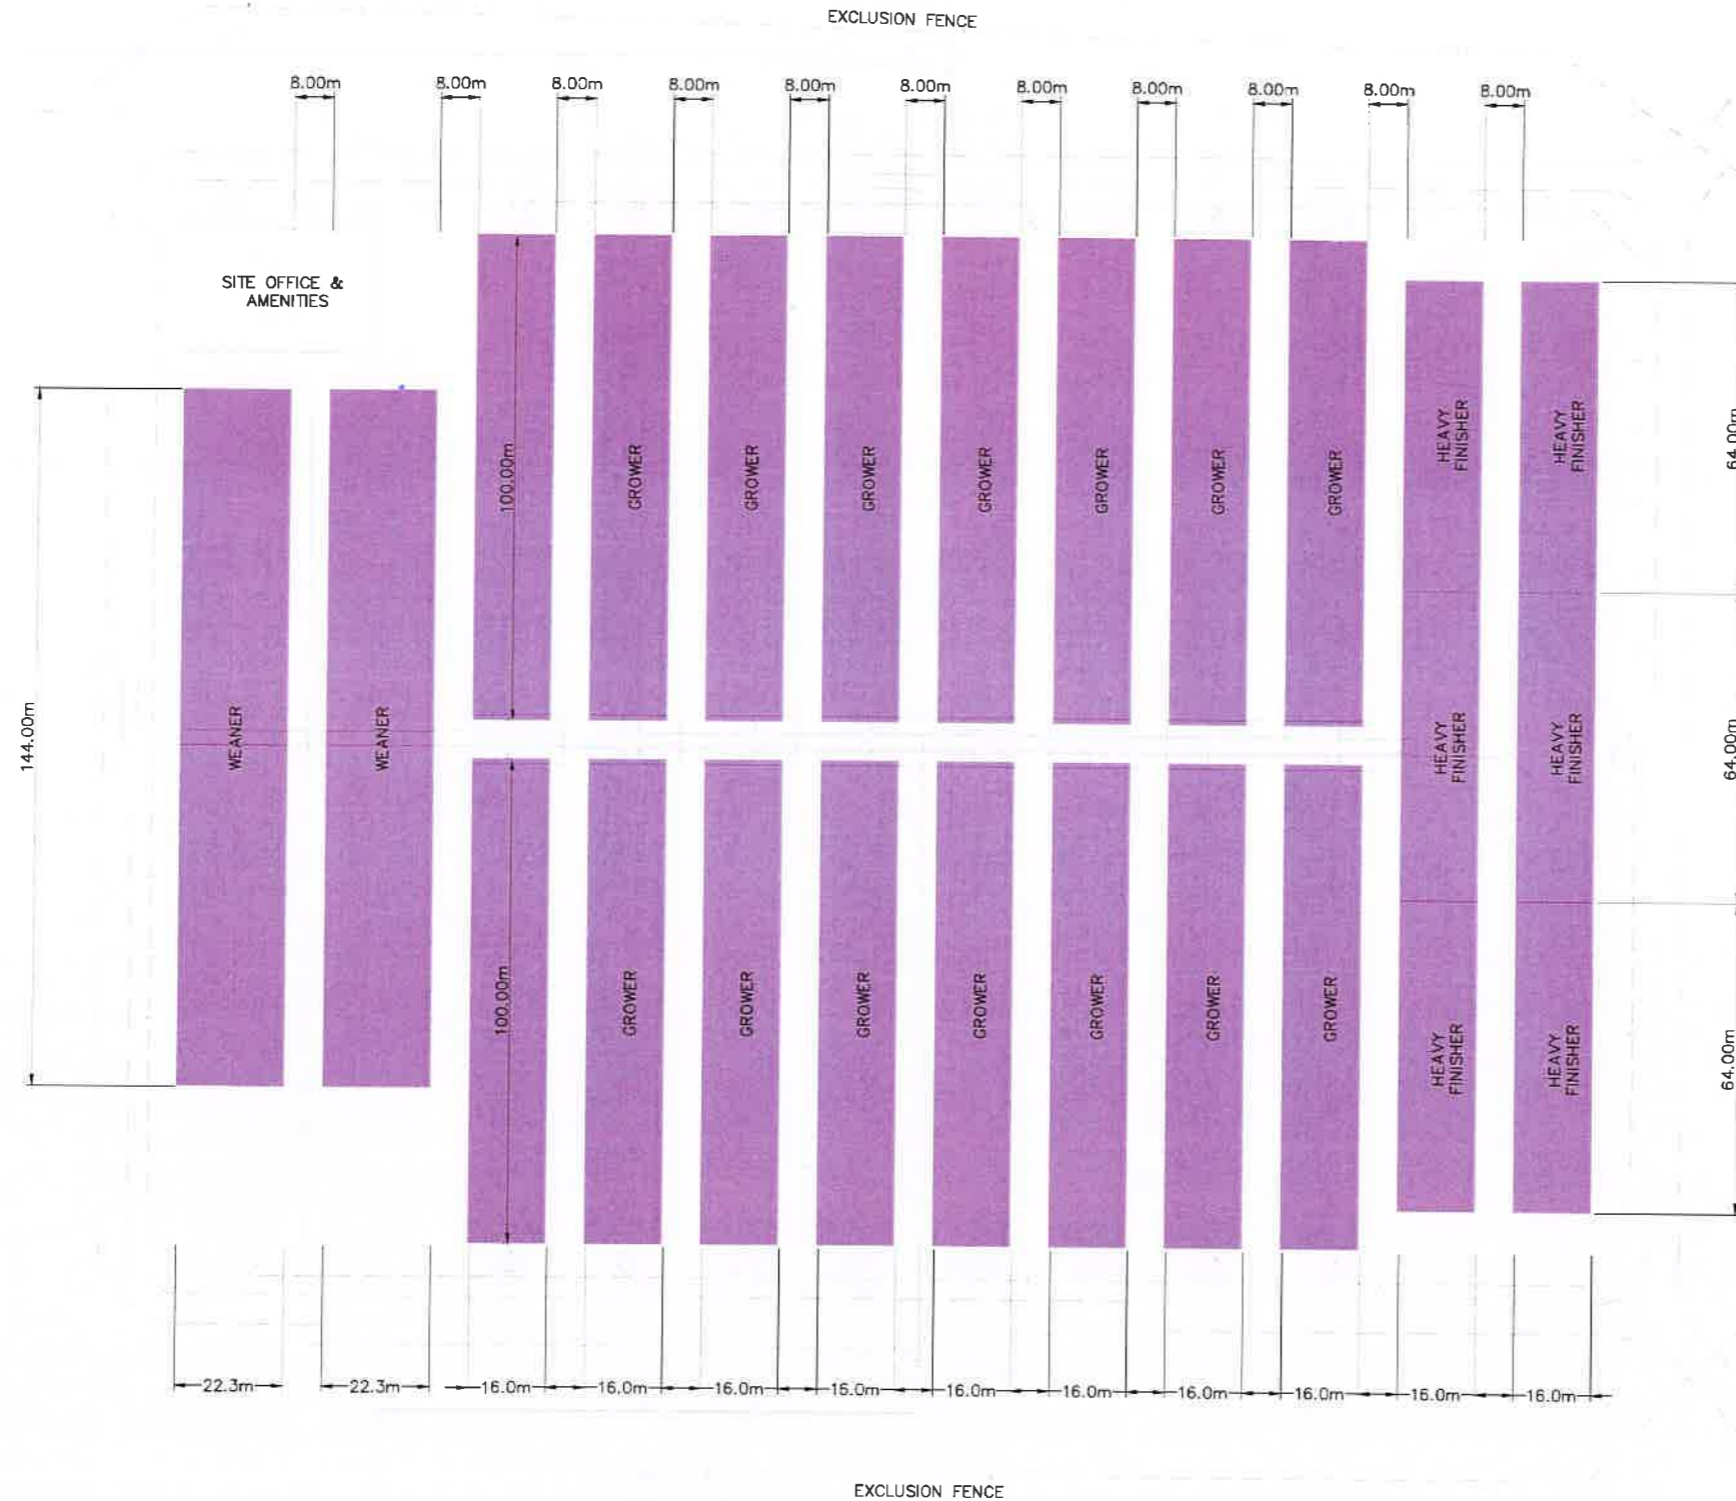 EXCLUSION FENCE
8.00m 8.00m 8.00m 8.00m 8.00m 8.00m 8.00m 8.00m 8.00m 8.00m 8.00m
SITE OFFICE &
AMENITIES
144.00m
WEANER
WEANER
100.00m
GROWER
GROWER
GROWER
GROWER
GROWER
GROWER
GROWER
HEAVY
FINISHER
HEAVY
FINISHER
64.00m
HEAVY
FINISHER
HEAVY
FINISHER
64.00m
100.00m
GROWER
GROWER
GROWER
GROWER
GROWER
GROWER
GROWER
HEAVY
FINISHER
HEAVY
FINISHER
64.00m
22.3m 22.3m 16.0m 16.0m 16.0m 16.0m 16.0m 16.0m 16.0m 16.0m 16.0m 16.0m
EXCLUSION FENCE